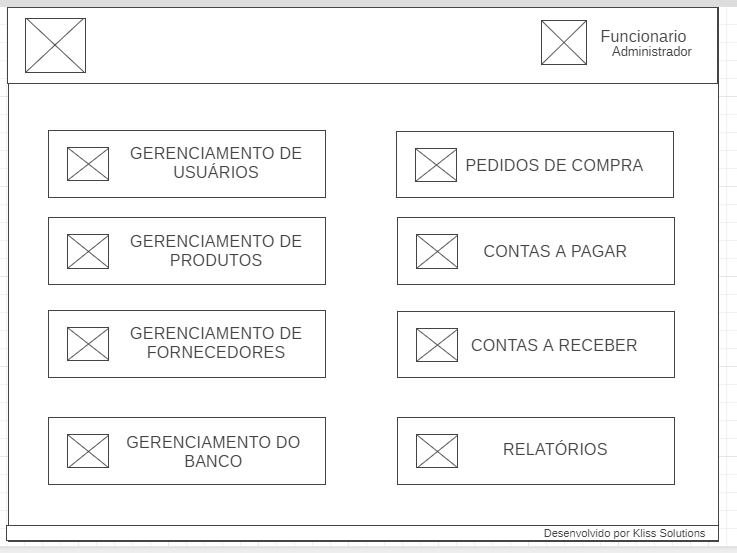 Funcionario
Administrador
GERENCIAMENTO DE
USUÁRIOS
PEDIDOS DE COMPRA
GERENCIAMENTO DE
PRODUTOS
CONTAS A PAGAR
GERENCIAMENTO DE
FORNECEDORES
CONTAS A RECEBER
GERENCIAMENTO DO
BANCO
RELATÓRIOS
Desenvolvido por Kliss Solutions